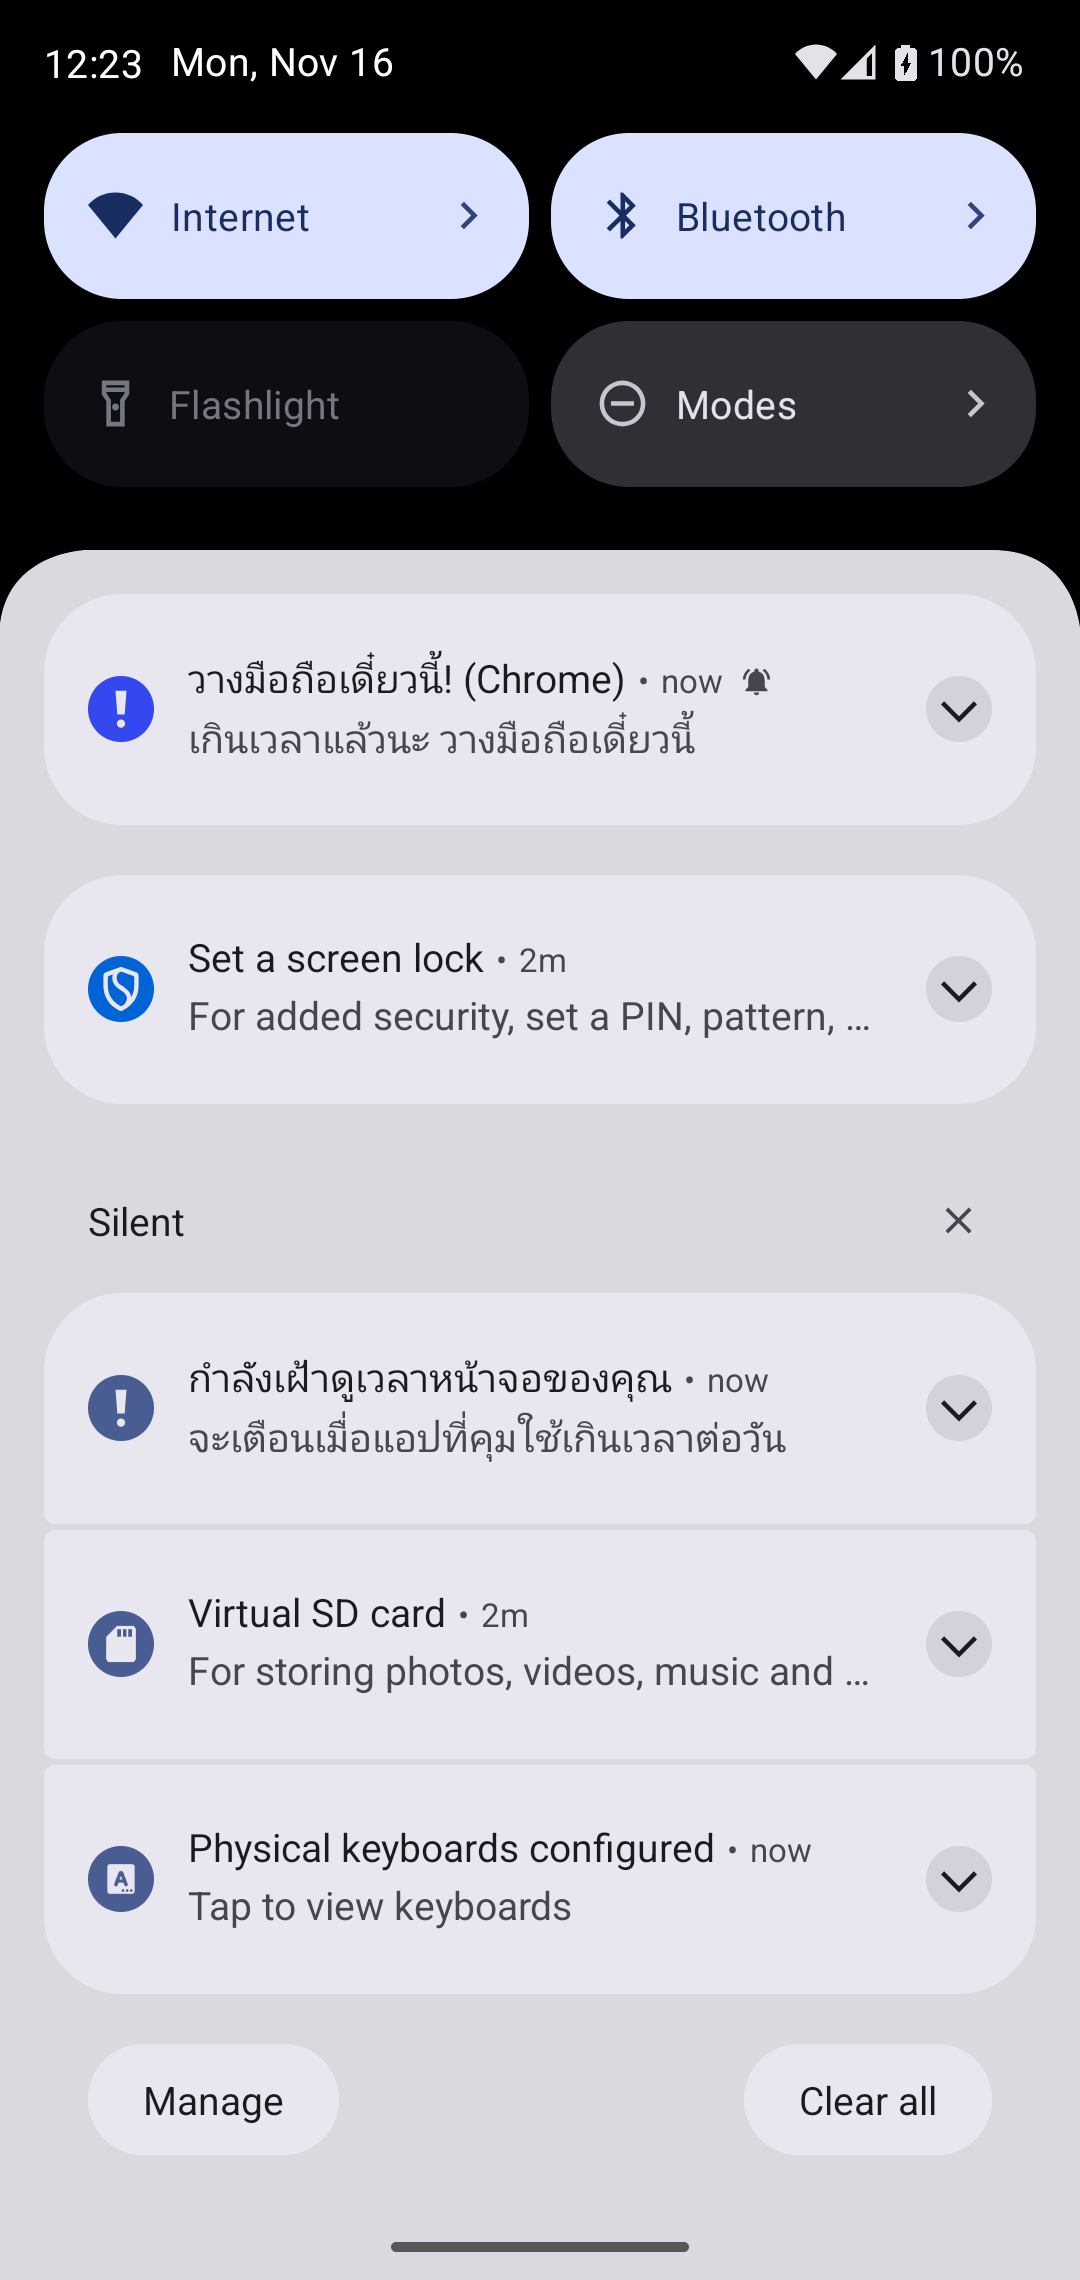 12:23 Mon, Nov 16 100%
Internet
Bluetooth
Flashlight
Modes
วางมือถือเดี๋ยวนี้! (Chrome) • now
เกินเวลาแล้วนะ วางมือถือเดี๋ยวนี้
Set a screen lock • 2m
For added security, set a PIN, pattern, ...
Silent
กำลังเฝ้าดูเวลาหน้าจอของคุณ • now
จะเตือนเมื่อแอปที่คุมใช้เกินเวลาต่อวัน
Virtual SD card • 2m
For storing photos, videos, music and ...
Physical keyboards configured • now
Tap to view keyboards
Manage
Clear all